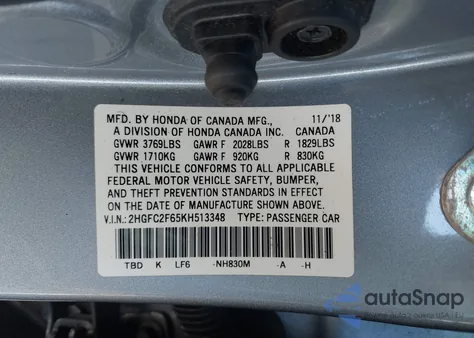 MFD. BY HONDA OF CANADA MFG., 11/'18
A DIVISION OF HONDA CANADA INC. CANADA
GVWR 3769LBS GAWR F 2028LBS R 1829LBS
GVWR 1710KG GAWR F 920KG R 830KG
THIS VEHICLE CONFORMS TO ALL APPLICABLE
FEDERAL MOTOR VEHICLE SAFETY, BUMPER,
AND THEFT PREVENTION STANDARDS IN EFFECT
ON THE DATE OF MANUFACTURE SHOWN ABOVE.
V.I.N.: 2HGFC2F65KH513348 TYPE: PASSENGER CAR
TBD K LF6 -NH830M -A -H
autoSnap